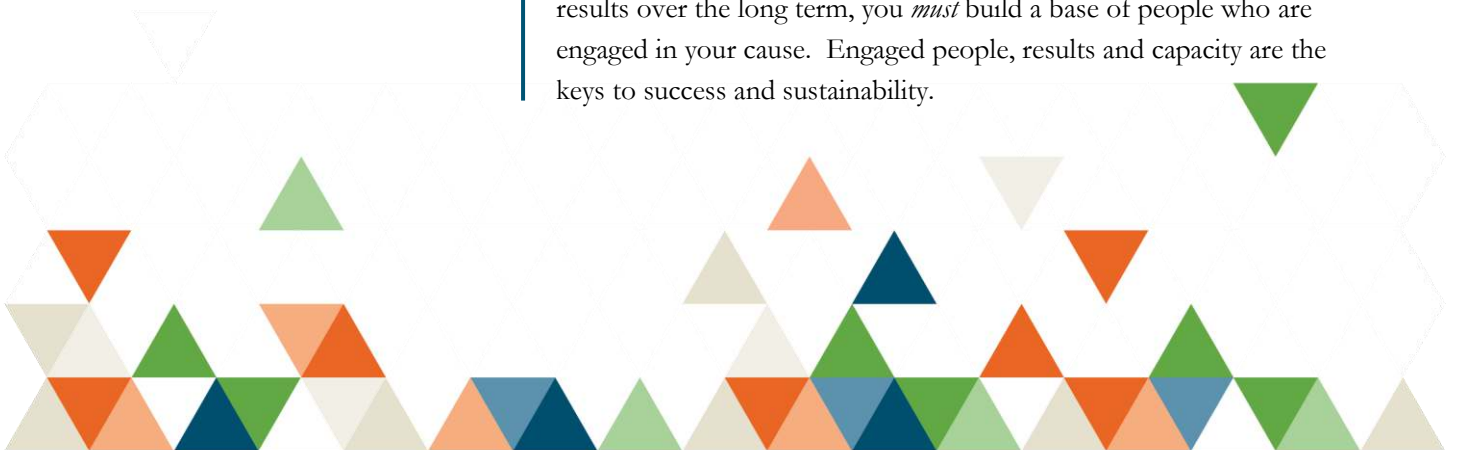 results over the long term, you must build a base of people who are
engaged in your cause.  Engaged people, results and capacity are the
keys to success and sustainability.